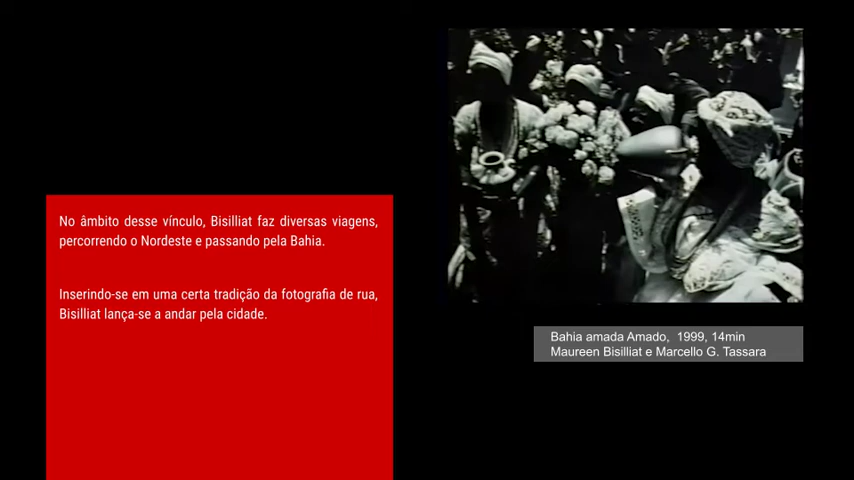 No âmbito desse vínculo, Bisilliat faz diversas viagens,
percorrendo o Nordeste e passando pela Bahia.
Inserindo-se em uma certa tradição da fotografia de rua,
Bisilliat lança-se a andar pela cidade.
Bahia amada Amado,  1999, 14min
Maureen Bisilliat e Marcello G. Tassara